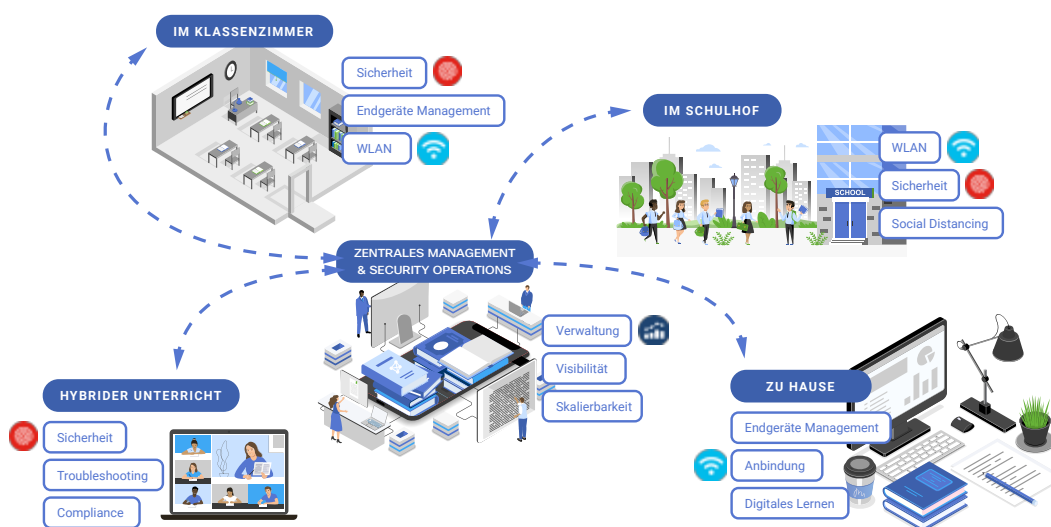 IM KLASSENZIMMER
Sicherheit
Endgeräte Management
WLAN
IM SCHULHOF
WLAN
Sicherheit
SCHOOL
Social Distancing
ZENTRALES MANAGEMENT
& SECURITY OPERATIONS
Verwaltung
Visibilität
Skalierbarkeit
HYBRIDER UNTERRICHT
Sicherheit
Troubleshooting
Compliance
ZU HAUSE
Endgeräte Management
Anbindung
Digitales Lernen